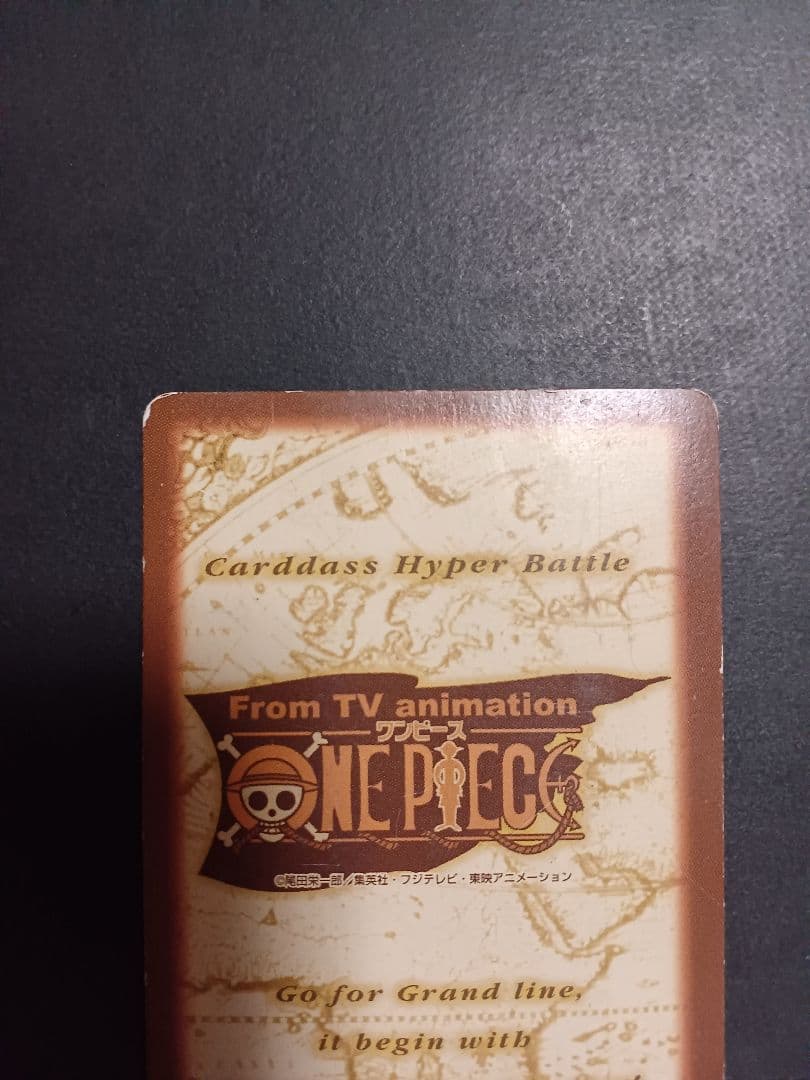 Carddass Hyper Battle
From TV animation
ワンピース
ONE PIECE
©尾田栄一郎/集英社・フジテレビ・東映アニメーション
Go for Grand line,
it begin with